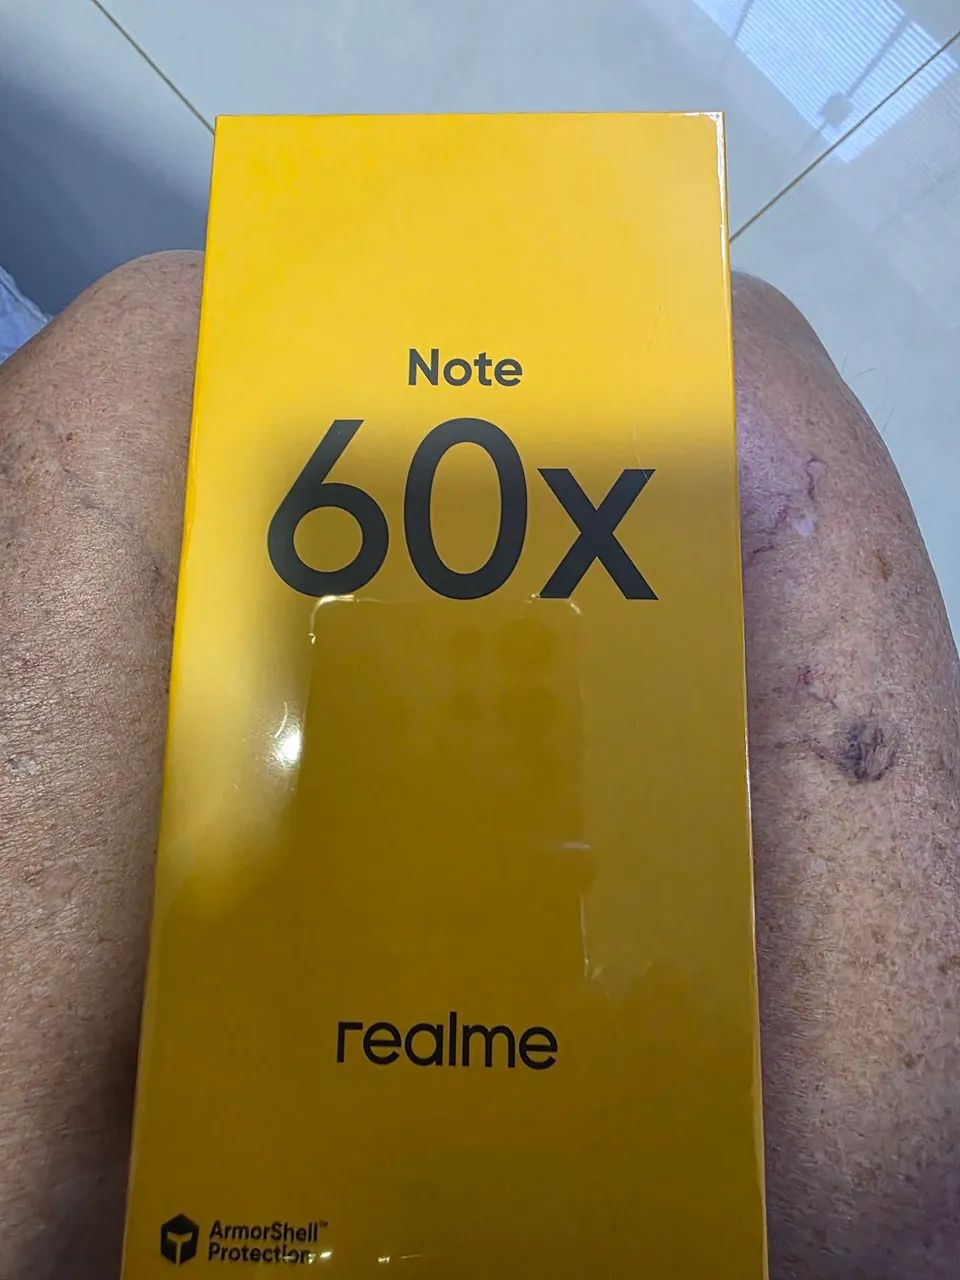 Note
60x
realme
ArmorShell™
Protection